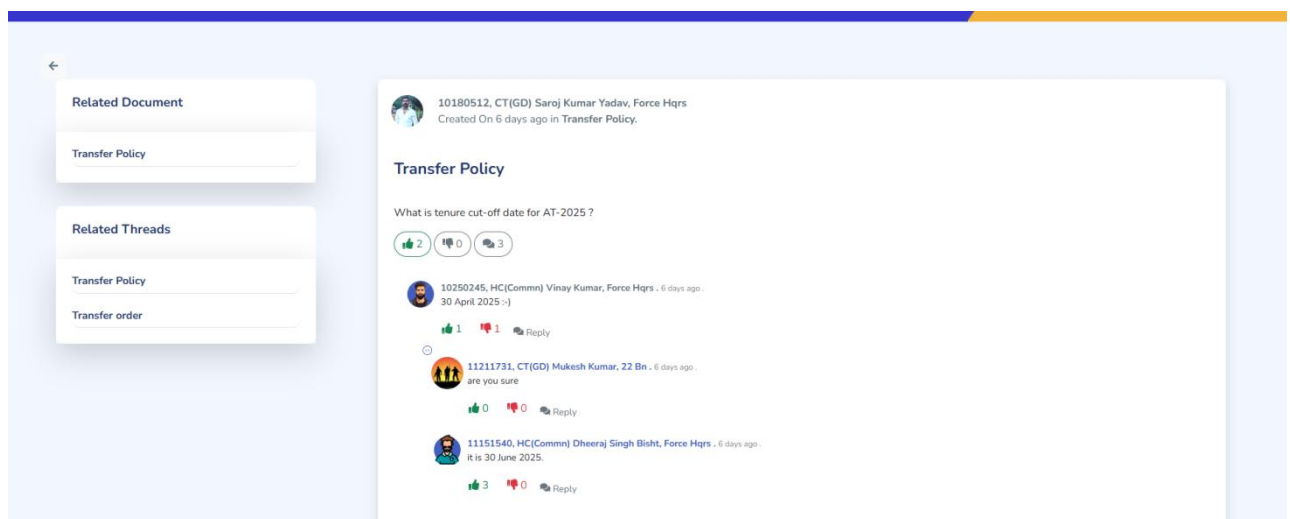 Related Document
Transfer Policy
Related Threads
Transfer Policy
Transfer order
10180512, CT(GD) Saroj Kumar Yadav, Force Hqrs
Created On 6 days ago in Transfer Policy.
Transfer Policy
What is tenure cut-off date for AT-2025 ?
2 0 3
10250245, HC(Commn) Vinay Kumar, Force Hqrs . 6 days ago .
30 April 2025 :-)
1 1 Reply
11211731, CT(GD) Mukesh Kumar, 22 Bn . 6 days ago .
are you sure
0 0 Reply
11151540, HC(Commn) Dheeraj Singh Bisht, Force Hqrs . 6 days ago .
it is 30 June 2025.
3 0 Reply